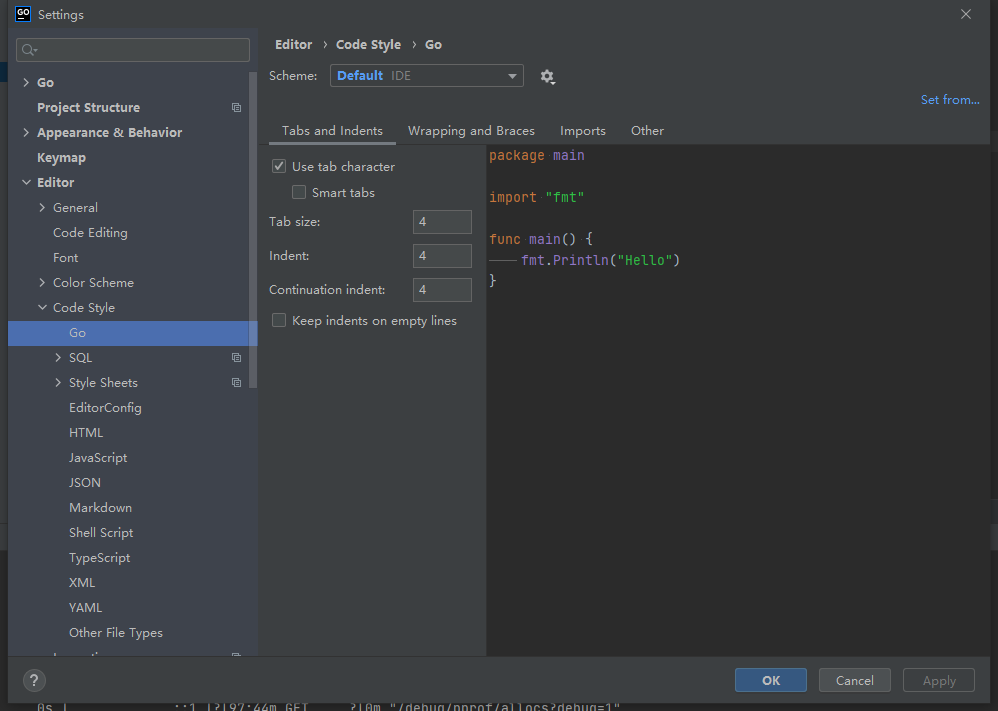 GO Settings
Go
Project Structure
Appearance & Behavior
Keymap
Editor
General
Code Editing
Font
Color Scheme
Code Style
Go
SQL
Style Sheets
EditorConfig
HTML
JavaScript
JSON
Markdown
Shell Script
TypeScript
XML
YAML
Other File Types
Editor › Code Style › Go
Scheme: Default IDE
Set from...
Tabs and Indents Wrapping and Braces Imports Other
Use tab character
Smart tabs
Tab size: 4
Indent: 4
Continuation indent: 4
Keep indents on empty lines
package main
import "fmt"
func main() {
fmt.Println("Hello")
}
? OK Cancel Apply
0s | ::1 |?[97;44m GET ?[0m "/debug/pprof/allocs?debug=1"